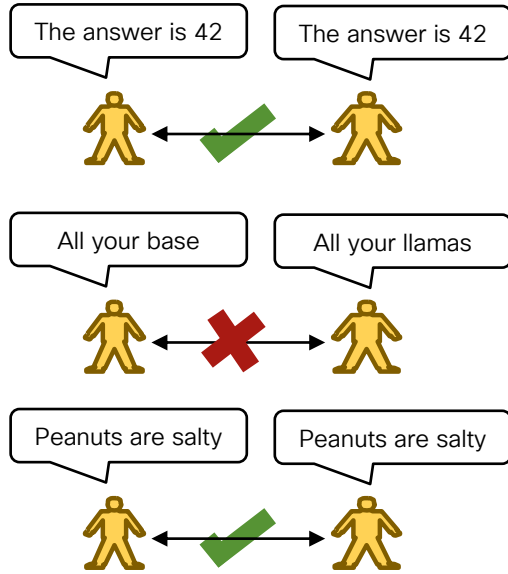 The answer is 42
The answer is 42
All your base
All your llamas
Peanuts are salty
Peanuts are salty